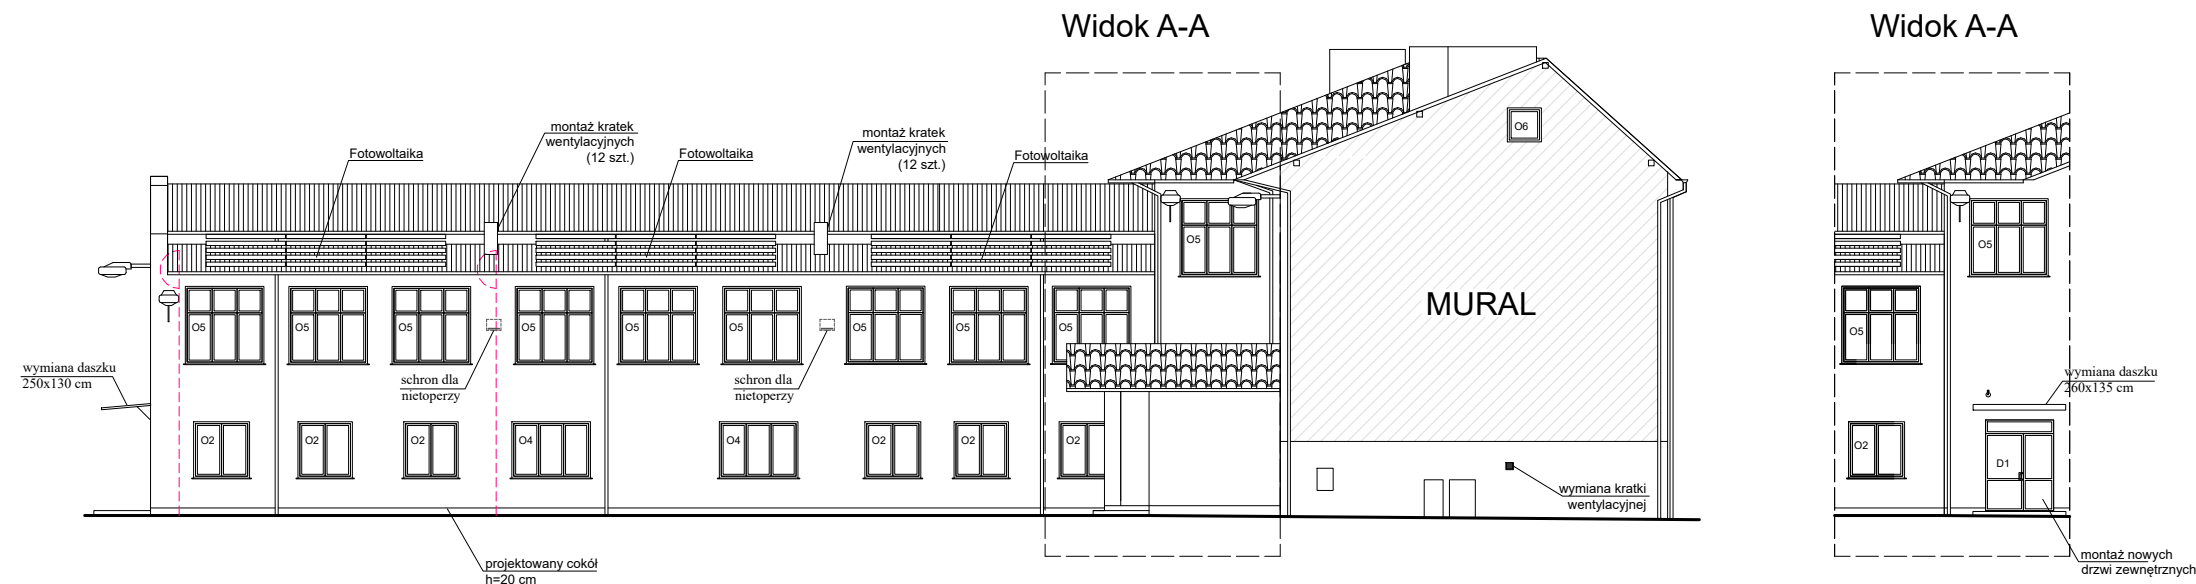 Widok A-A
Widok A-A
montaż kratek
wentylacyjnych
(12 szt.)
montaż kratek
wentylacyjnych
(12 szt.)
Fotowoltaika
Fotowoltaika
Fotowoltaika
O6
O5
O5
MURAL
O5
O5
O5
O5
O5
O5
O5
O5
O5
O5
wymiana daszku
250x130 cm
schron dla
nietoperzy
schron dla
nietoperzy
wymiana daszku
260x135 cm
O2
O2
O2
O4
O4
O2
O2
O2
O2
D1
wymiana kratki
wentylacyjnej
projektowany cokół
h=20 cm
montaż nowych
drzwi zewnętrznych